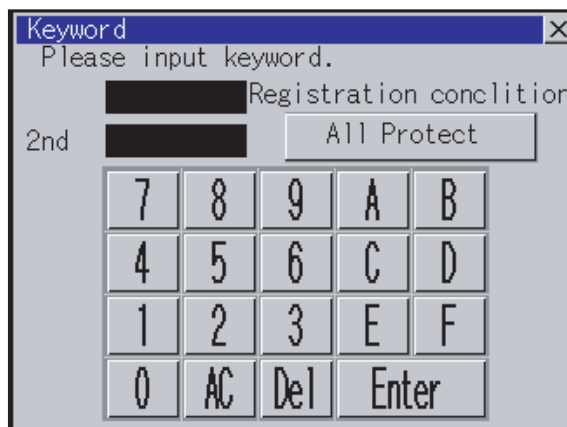 Keyword ×
Please input keyword.
Registration conclition
2nd All Protect
7 8 9 A B
4 5 6 C D
1 2 3 E F
0 AC Del Enter